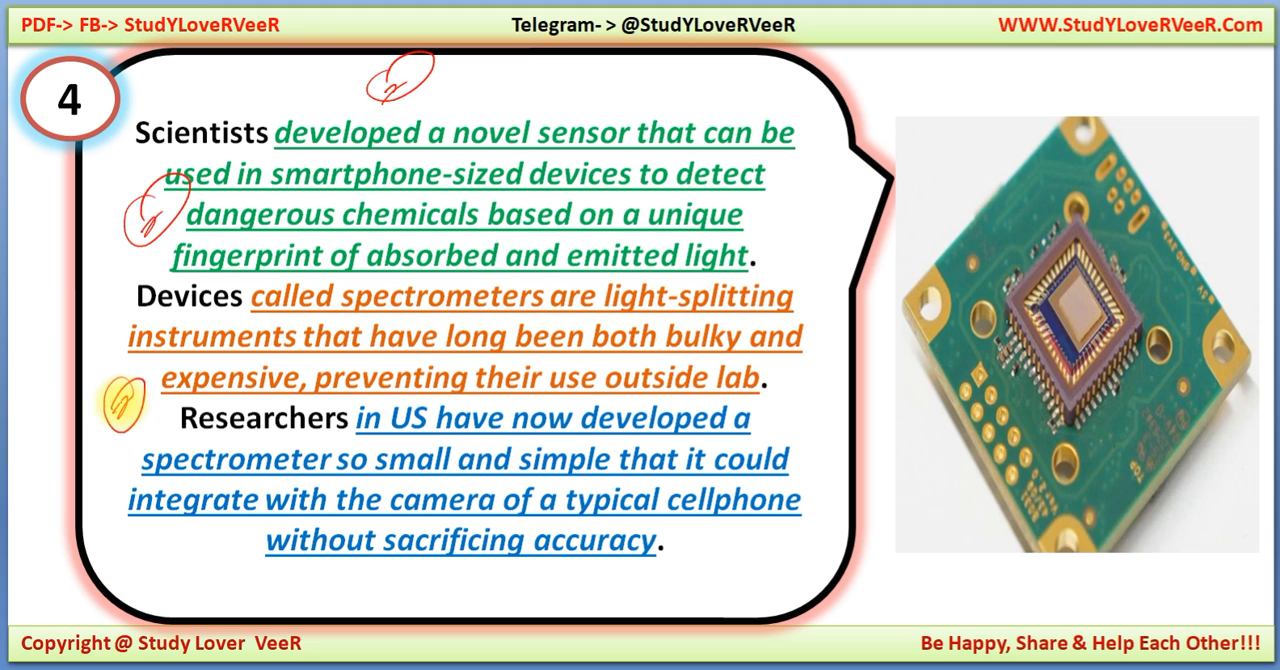 PDF-> FB-> StudYLoveRVeeR
Telegram- > @StudYLoveRVeeR
WWW.StudYLoveRVeeR.Com
4
Scientists developed a novel sensor that can be
used in smartphone-sized devices to detect
dangerous chemicals based on a unique
fingerprint of absorbed and emitted light.
Devices called spectrometers are light-splitting
instruments that have long been both bulky and
expensive, preventing their use outside lab.
Researchers in US have now developed a
spectrometer so small and simple that it could
integrate with the camera of a typical cellphone
without sacrificing accuracy.
Copyright @ Study Lover VeeR
Be Happy, Share & Help Each Other!!!